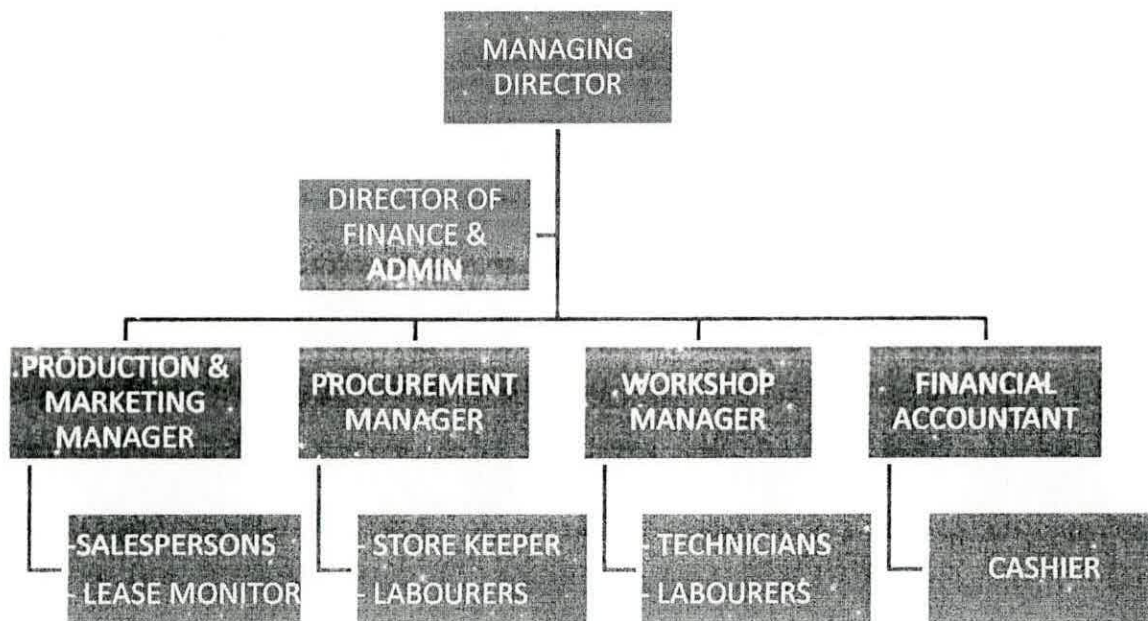 MANAGING
DIRECTOR
DIRECTOR OF
FINANCE &
ADMIN
PRODUCTION &
MARKETING
MANAGER
PROCUREMENT
MANAGER
WORKSHOP
MANAGER
FINANCIAL
ACCOUNTANT
-SALESPERSONS
- LEASE MONITOR
- STORE KEEPER
- LABOURERS
- TECHNICIANS
- LABOURERS
CASHIER